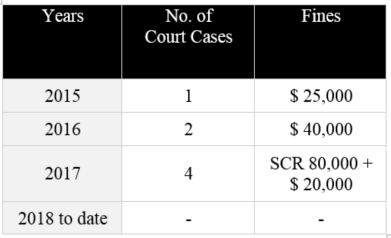 Years No. of Fines
Court Cases
2015 1 $ 25,000
2016 2 $ 40,000
2017 4 SCR 80,000 +
$ 20,000
2018 to date - -